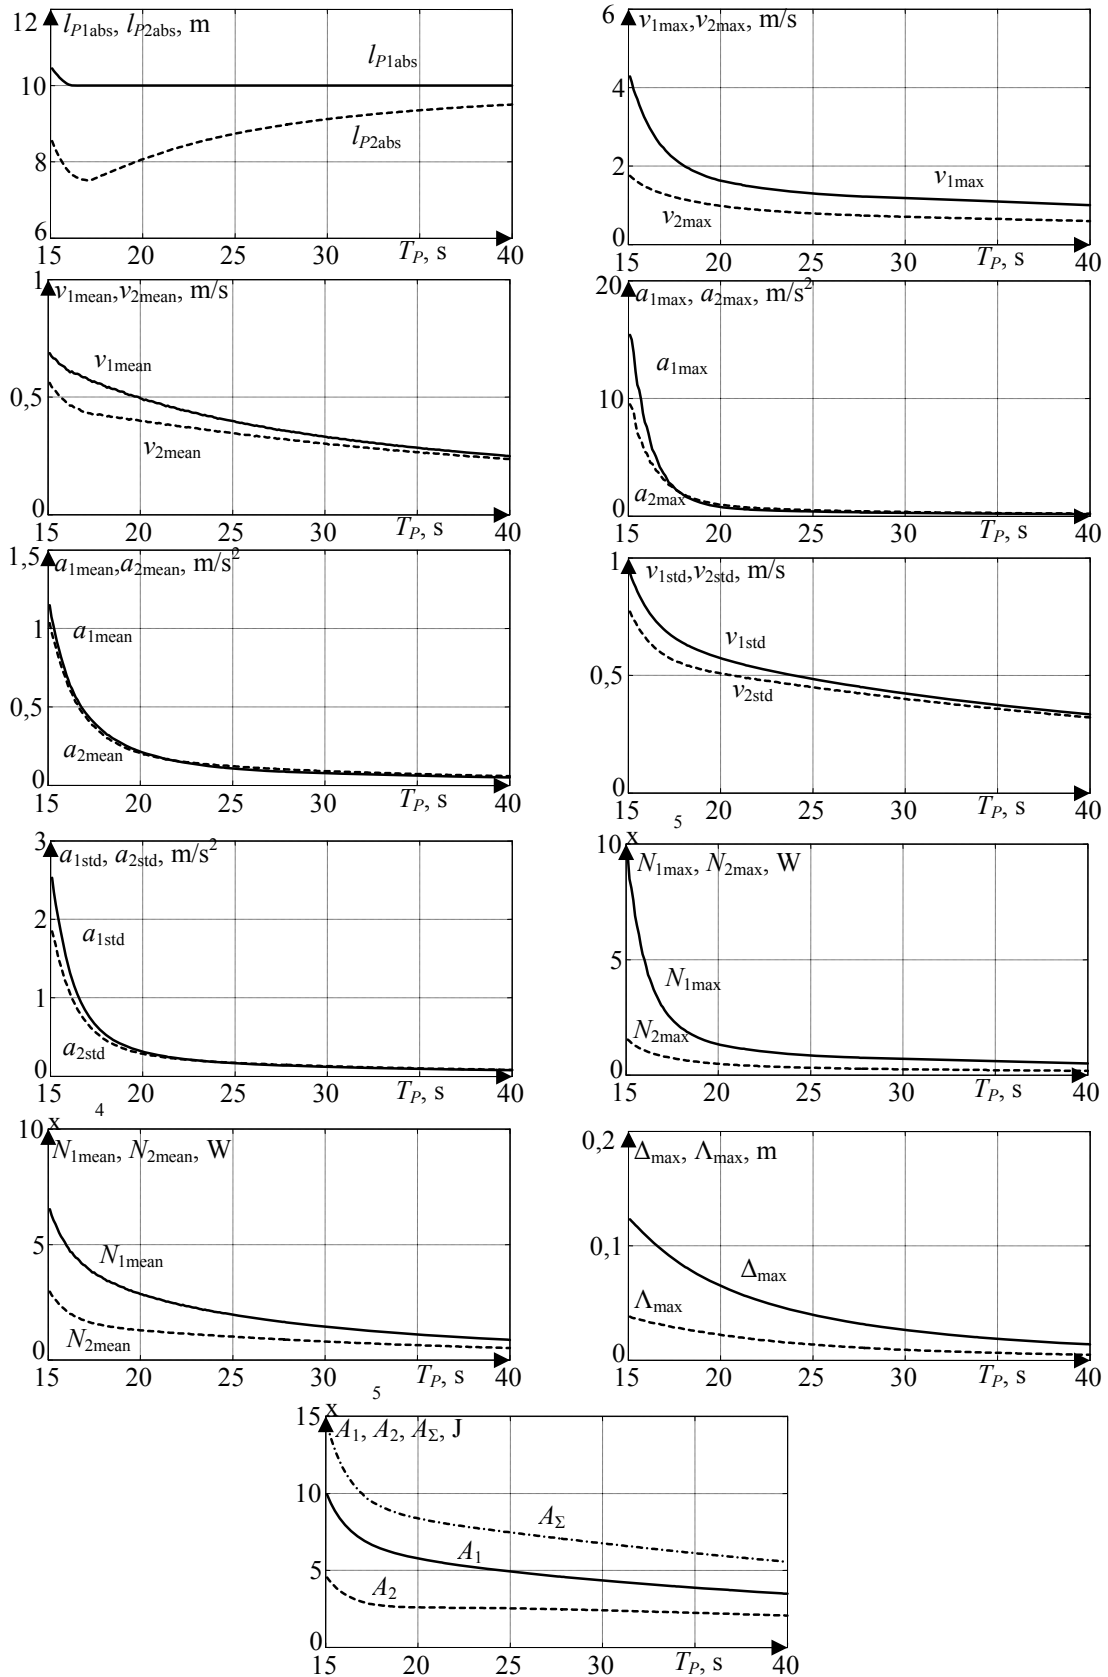 12
l_P1abs, l_P2abs, m
l_P1abs
10
l_P2abs
8
6
15 20 25 30 T_P, s 40
6
v_1max,v_2max, m/s
4
2
v_1max
v_2max
0
15 20 25 30 T_P, s 40
1
v_1mean,v_2mean, m/s
v_1mean
0,5
v_2mean
0
15 20 25 30 T_P, s 40
20
a_1max, a_2max, m/s²
a_1max
10
a_2max
0
15 20 25 30 T_P, s 40
1,5
a_1mean,a_2mean, m/s²
1
a_1mean
0,5
a_2mean
0
15 20 25 30 T_P, s 40
1
v_1std,v_2std, m/s
v_1std
0,5
v_2std
0
15 20 25 30 T_P, s 40
3
a_1std, a_2std, m/s²
2
a_1std
1
a_2std
0
15 20 25 30 T_P, s 40
x 5
10
N_1max, N_2max, W
5
N_1max
N_2max
0
15 20 25 30 T_P, s 40
x 4
10
N_1mean, N_2mean, W
5
N_1mean
N_2mean
0
15 20 25 30 T_P, s 40
0,2
Δ_max, Λ_max, m
0,1
Δ_max
Λ_max
0
15 20 25 30 T_P, s 40
x 5
15
A_1, A_2, A_Σ, J
10
A_Σ
A_1
5
A_2
0
15 20 25 30 T_P, s 40